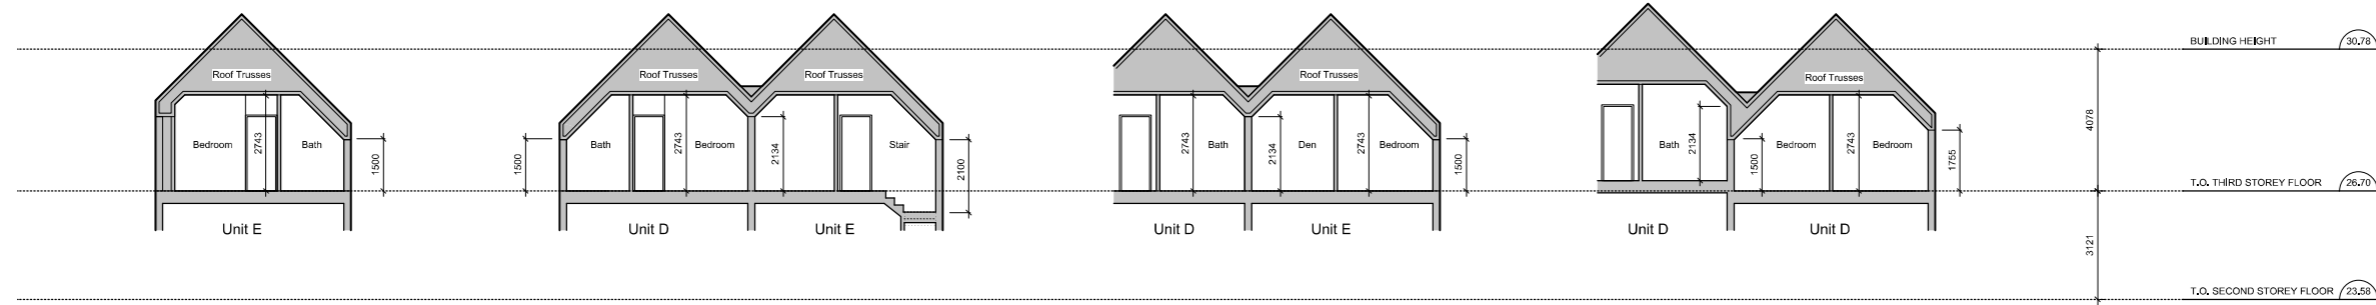 BUILDING HEIGHT 30.78
Roof Trusses
Roof Trusses
Roof Trusses
Roof Trusses
Roof Trusses
4078
Bedroom
2743
Bath
1500
1500
Bath
2743
Bedroom
2134
Stair
2100
2743
Bath
2134
Den
2743
Bedroom
1500
Bath
2134
1500
Bedroom
2743
Bedroom
1755
T.O. THIRD STOREY FLOOR 26.70
Unit E
Unit D
Unit E
Unit D
Unit E
Unit D
Unit D
3121
T.O. SECOND STOREY FLOOR 23.58